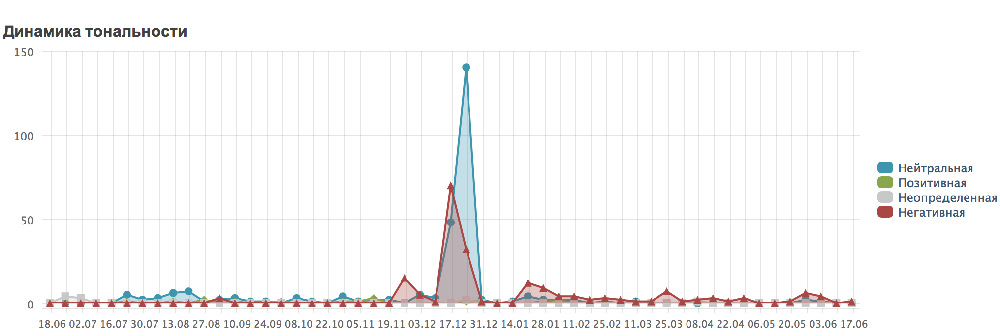 Динамика тональности
150
100
50
0
18.06 02.07 16.07 30.07 13.08 27.08 10.09 24.09 08.10 22.10 05.11 19.11 03.12 17.12 31.12 14.01 28.01 11.02 25.02 11.03 25.03 08.04 22.04 06.05 20.05 03.06 17.06
Нейтральная
Позитивная
Неопределенная
Негативная